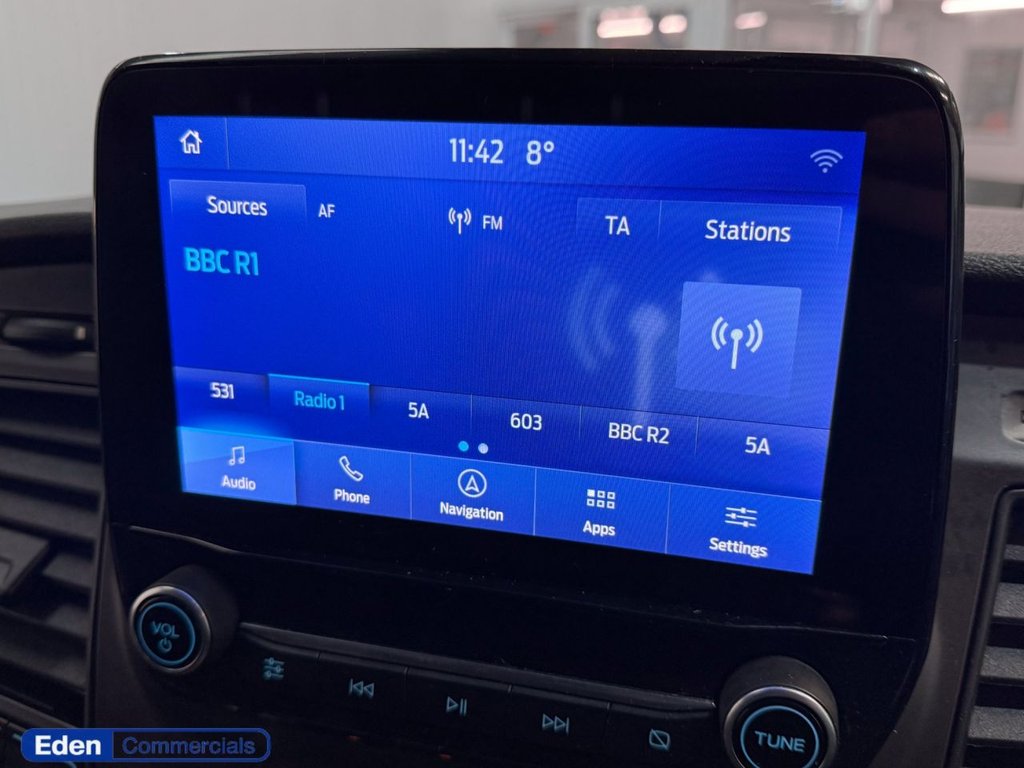 11:42 8°
Sources AF FM TA Stations
BBC R1
531 Radio 1 5A 603 BBC R2 5A
Audio Phone Navigation Apps Settings
VOL
TUNE
Eden Commercials